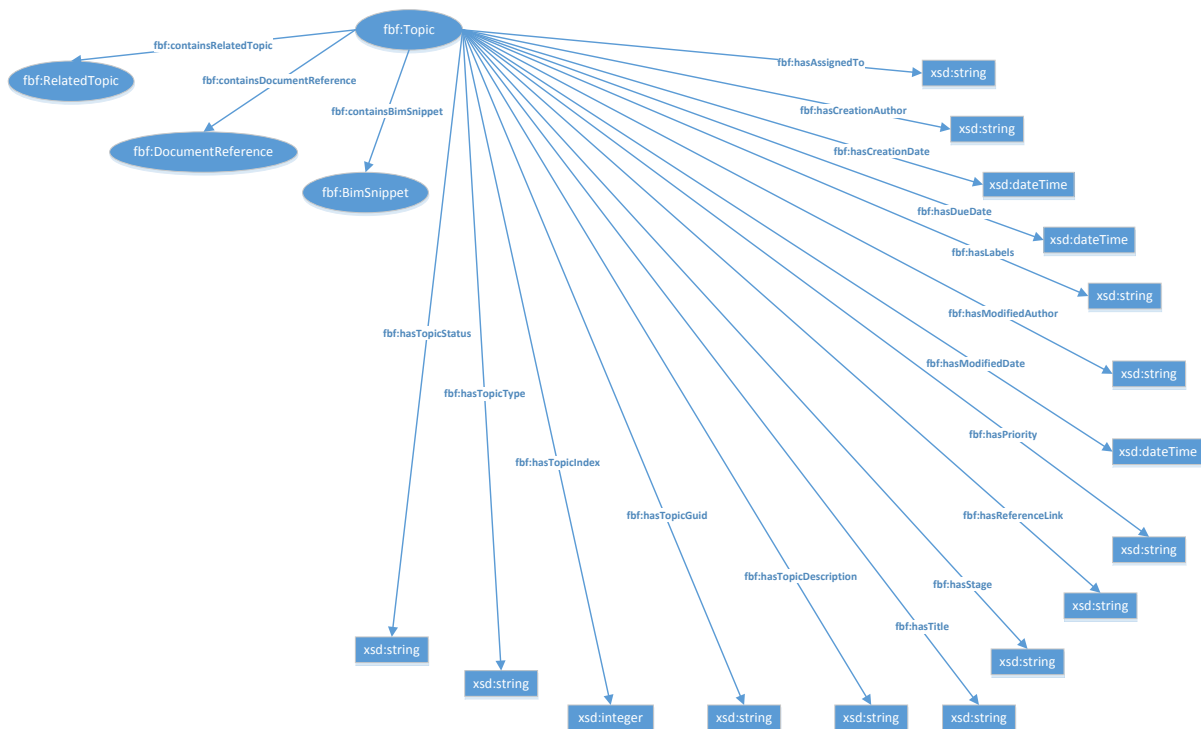 fbf:Topic
fbf:containsRelatedTopic
fbf:hasAssignedTo
xsd:string
fbf:RelatedTopic
fbf:containsDocumentReference
fbf:containsBimSnippet
fbf:hasCreationAuthor
xsd:string
fbf:DocumentReference
fbf:hasCreationDate
xsd:dateTime
fbf:BimSnippet
fbf:hasDueDate
xsd:dateTime
fbf:hasLabels
xsd:string
fbf:hasModifiedAuthor
xsd:string
fbf:hasTopicStatus
fbf:hasModifiedDate
xsd:dateTime
fbf:hasTopicType
fbf:hasPriority
xsd:string
fbf:hasTopicIndex
fbf:hasTopicGuid
fbf:hasReferenceLink
xsd:string
fbf:hasTopicDescription
fbf:hasStage
xsd:string
fbf:hasTitle
xsd:string
xsd:string
xsd:integer
xsd:string
xsd:string
xsd:string